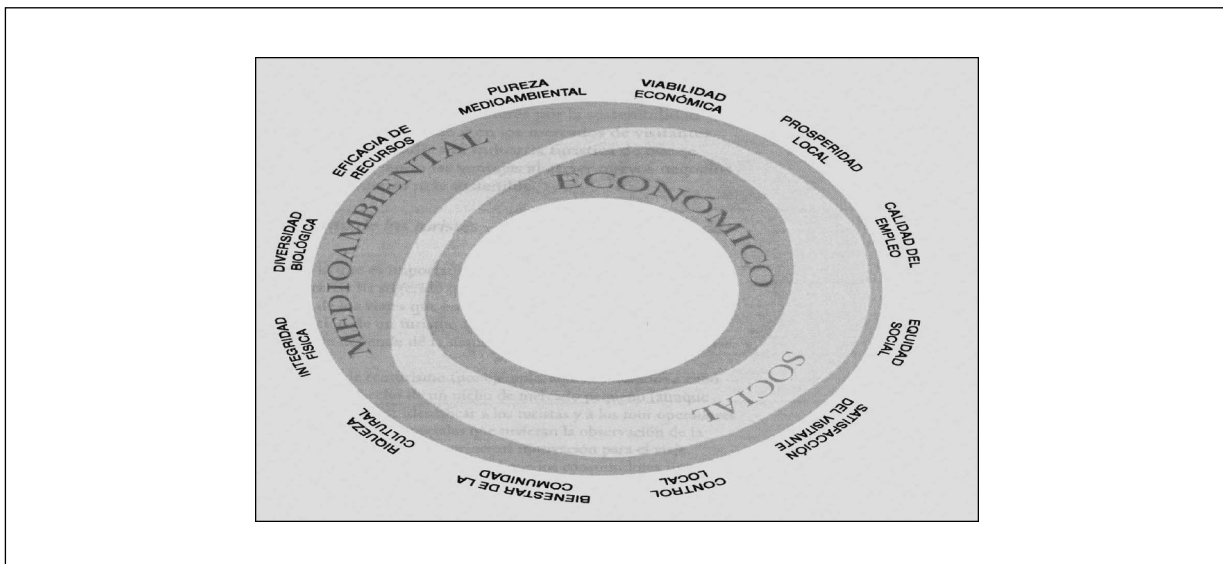 PUREZA
MEDIOAMBIENTAL
VIABILIDAD
ECONÓMICA
PROSPERIDAD
LOCAL
CALIDAD DEL
EMPLEO
EQUIDAD
SOCIAL
SATISFACCIÓN
DEL VISITANTE
CONTROL
LOCAL
BIENESTAR DE LA
COMUNIDAD
RIQUEZA
CULTURAL
INTEGRIDAD
FÍSICA
DIVERSIDAD
BIOLÓGICA
EFICACIA DE
RECURSOS
MEDIOAMBIENTAL
ECONÓMICO
SOCIAL